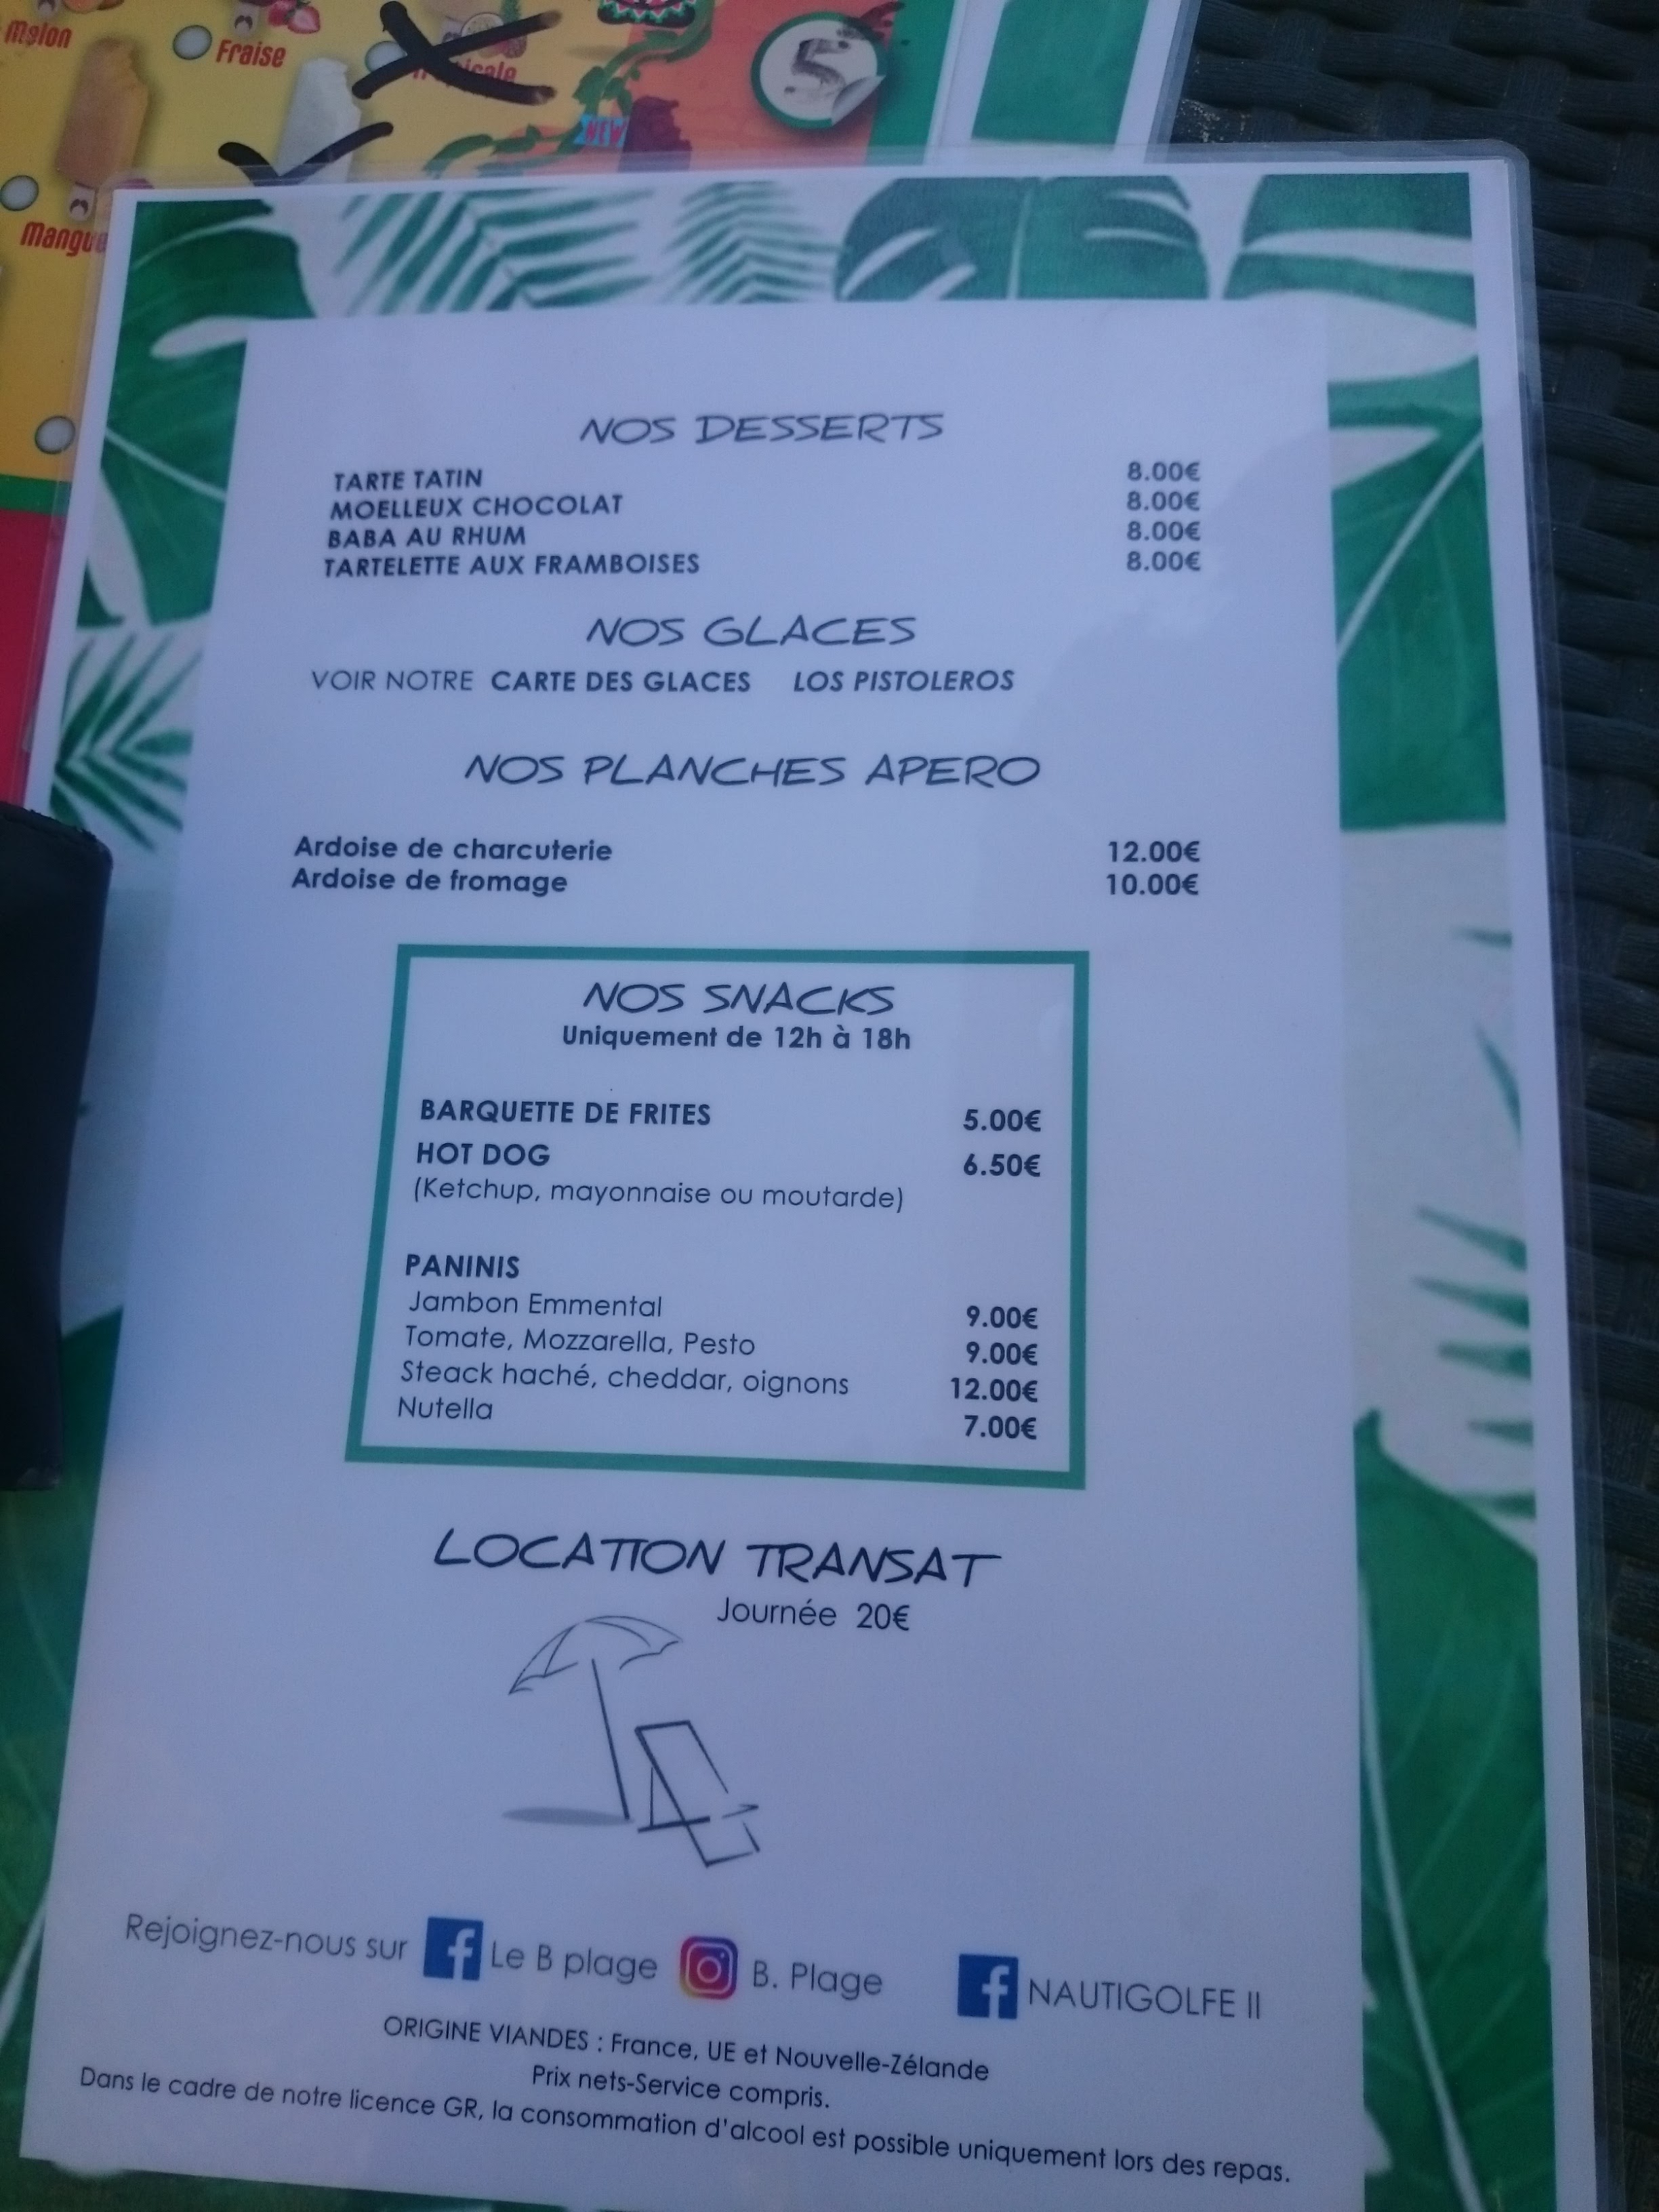 Melon
Fraise
5
NEW
Mangue
NOS DESSERTS
TARTE TATIN 8.00€
MOELLEUX CHOCOLAT 8.00€
BABA AU RHUM 8.00€
TARTELETTE AUX FRAMBOISES 8.00€
NOS GLACES
VOIR NOTRE CARTE DES GLACES LOS PISTOLEROS
NOS PLANCHES APERO
Ardoise de charcuterie 12.00€
Ardoise de fromage 10.00€
NOS SNACKS
Uniquement de 12h à 18h
BARQUETTE DE FRITES 5.00€
HOT DOG 6.50€
(Ketchup, mayonnaise ou moutarde)
PANINIS
Jambon Emmental 9.00€
Tomate, Mozzarella, Pesto 9.00€
Steack haché, cheddar, oignons 12.00€
Nutella 7.00€
LOCATION TRANSAT
Journée 20€
Rejoignez-nous sur f Le B plage B. Plage f NAUTIGOLFE II
ORIGINE VIANDES : France, UE et Nouvelle-Zélande
Prix nets-Service compris.
Dans le cadre de notre licence GR, la consommation d'alcool est possible uniquement lors des repas.